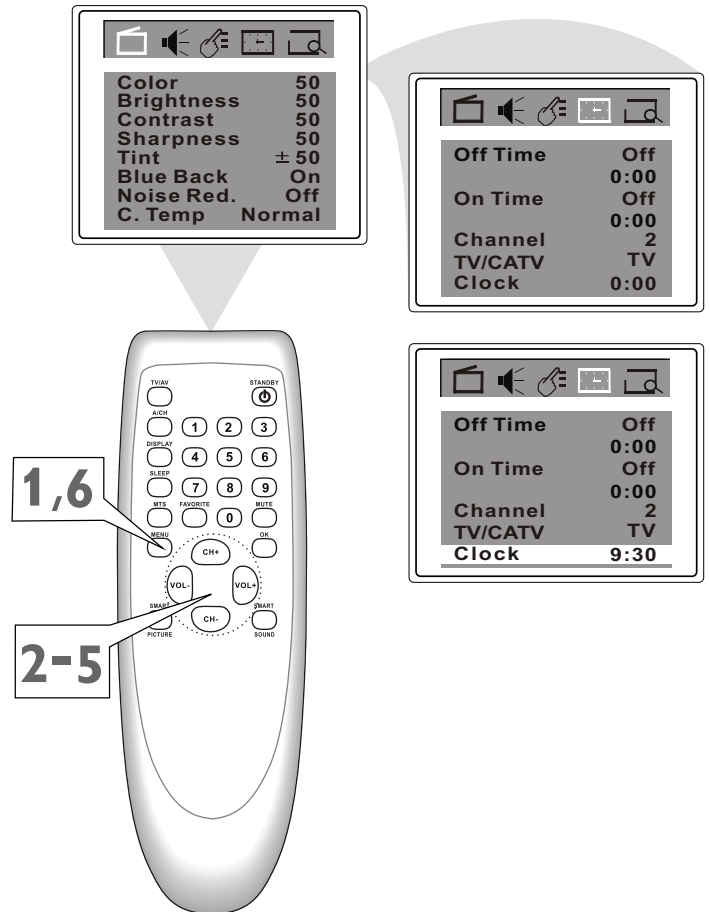 Color 50
Brightness 50
Contrast 50
Sharpness 50
Tint ± 50
Blue Back On
Noise Red. Off
C. Temp Normal
Off Time Off
0:00
On Time Off
0:00
Channel 2
TV/CATV TV
Clock 0:00
Off Time Off
0:00
On Time Off
0:00
Channel 2
TV/CATV TV
Clock 9:30
TV/AV STANDBY
A/CH
1 2 3
DISPLAY
4 5 6
SLEEP
7 8 9
MTS FAVORITE MUTE
0
MENU OK
CH+
VOL- VOL+
CH-
SMART SMART
PICTURE SOUND
1,6
2-5